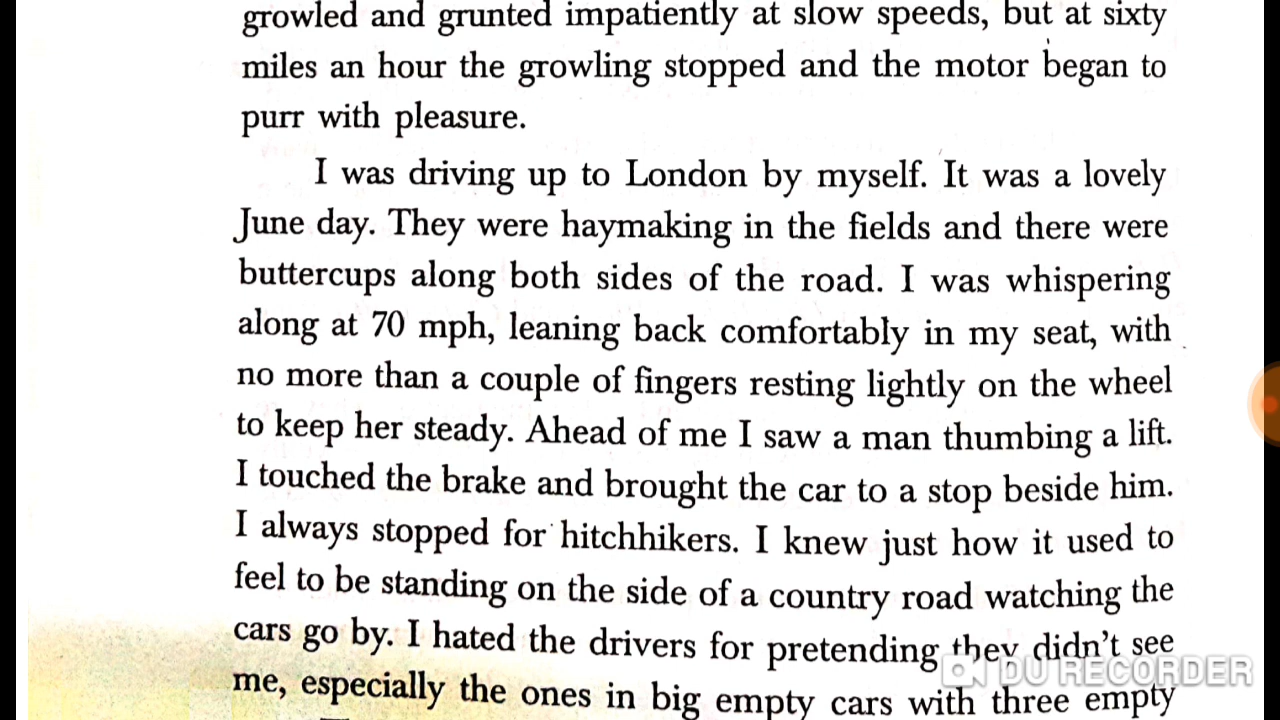 growled and grunted impatiently at slow speeds, but at sixty
miles an hour the growling stopped and the motor began to
purr with pleasure.
I was driving up to London by myself. It was a lovely
June day. They were haymaking in the fields and there were
buttercups along both sides of the road. I was whispering
along at 70 mph, leaning back comfortably in my seat, with
no more than a couple of fingers resting lightly on the wheel
to keep her steady. Ahead of me I saw a man thumbing a lift.
I touched the brake and brought the car to a stop beside him.
I always stopped for hitchhikers. I knew just how it used to
feel to be standing on the side of a country road watching the
cars go by. I hated the drivers for pretending they didn't see
me, especially the ones in big empty cars with three empty
DU RECORDER